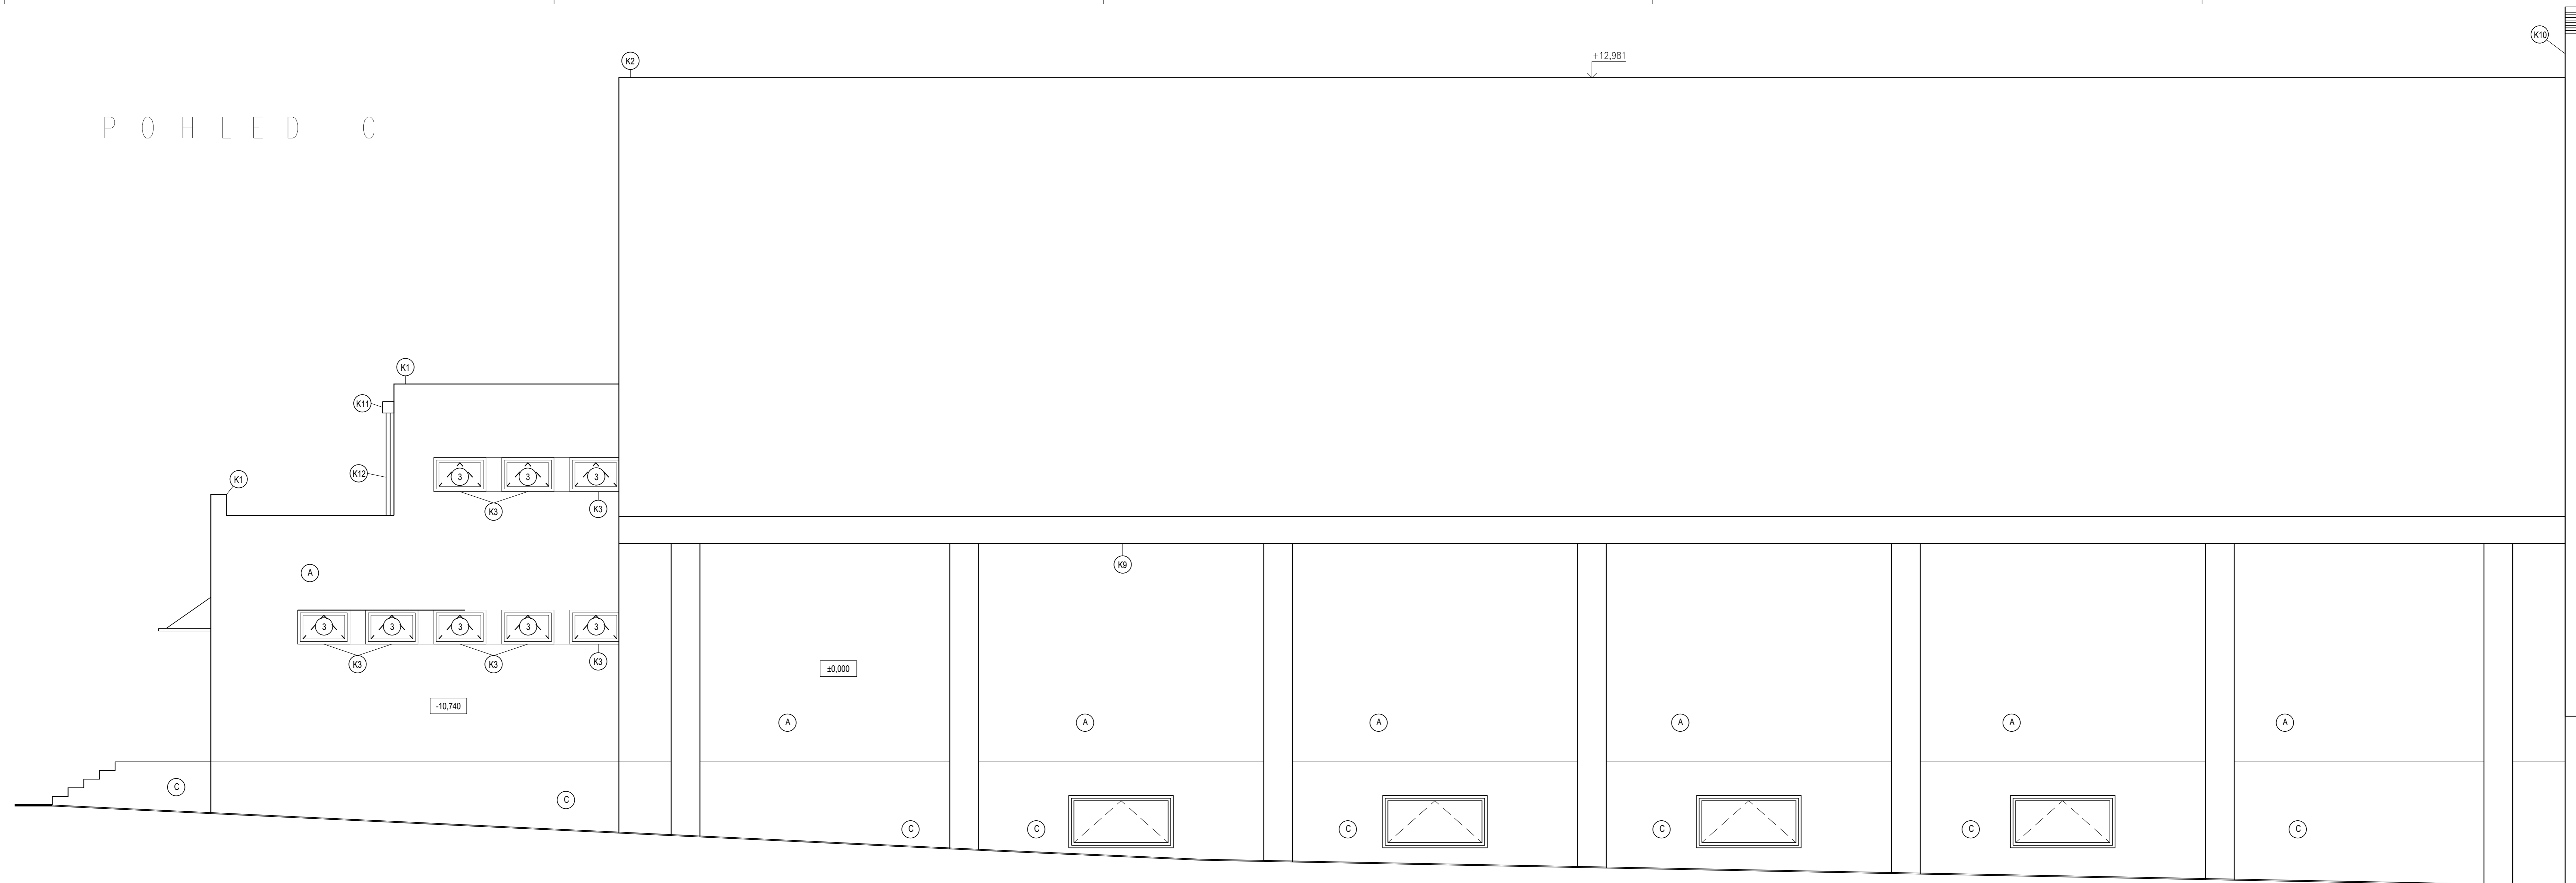 K10
+12,981
K2
POHLED C
K1
K11
K12
3 3 3
K1
K3 K3
K9
A
3 3 3 3 3
K3 K3 K3
±0,000
-10,740
A A A A A A
C
C
C C C C C C